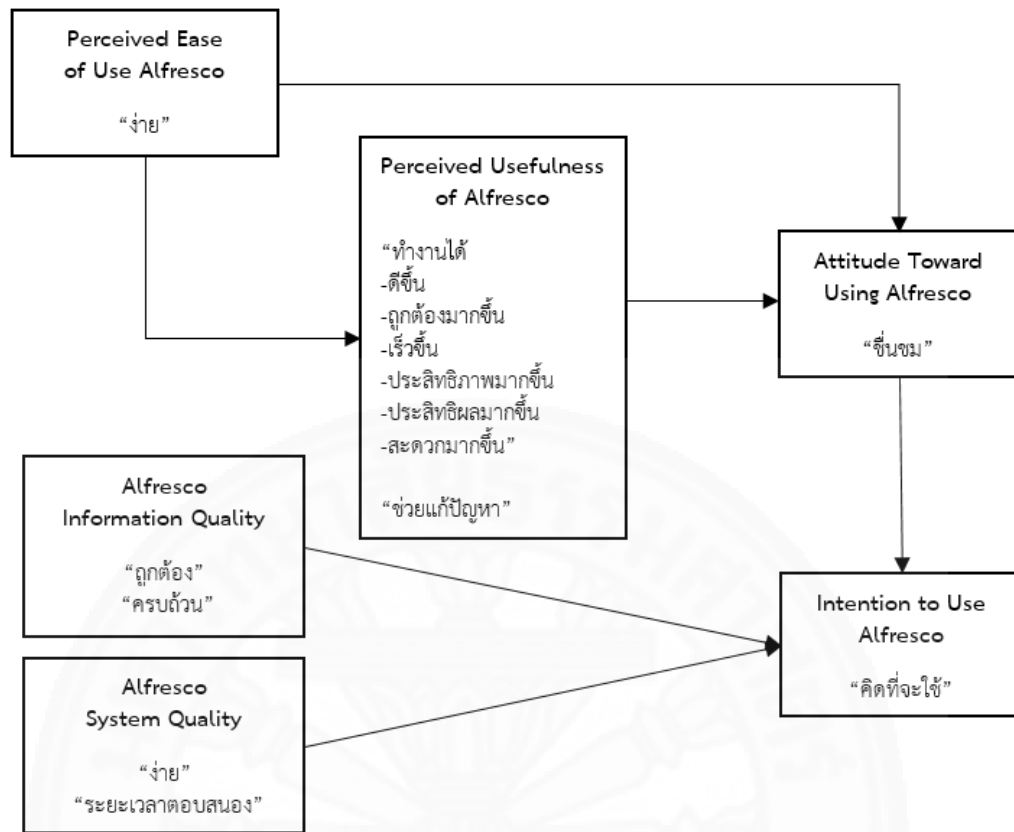 Perceived Ease
of Use Alfresco
“ง่าย”
Perceived Usefulness
of Alfresco
“ทำงานได้
-ดีขึ้น
-ถูกต้องมากขึ้น
-เร็วขึ้น
-ประสิทธิภาพมากขึ้น
-ประสิทธิผลมากขึ้น
-สะดวกมากขึ้น”
“ช่วยแก้ปัญหา”
Attitude Toward
Using Alfresco
“ชื่นชม”
Alfresco
Information Quality
“ถูกต้อง”
“ครบถ้วน”
Alfresco
System Quality
“ง่าย”
“ระยะเวลาตอบสนอง”
Intention to Use
Alfresco
“คิดที่จะใช้”